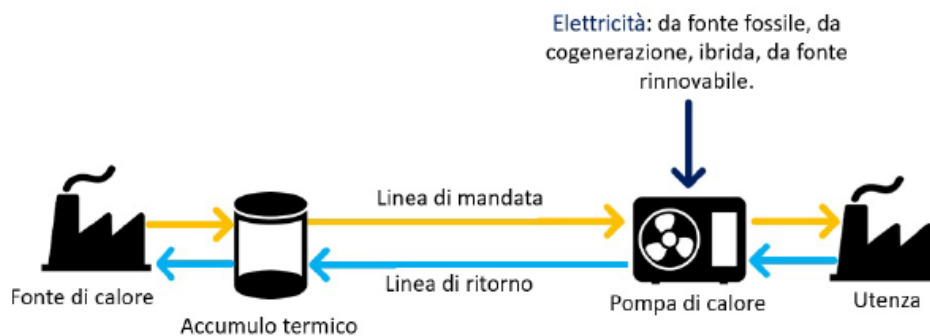 Elettricità: da fonte fossile, da
cogenerazione, ibrida, da fonte
rinnovabile.
Linea di mandata
Linea di ritorno
Fonte di calore
Accumulo termico
Pompa di calore
Utenza